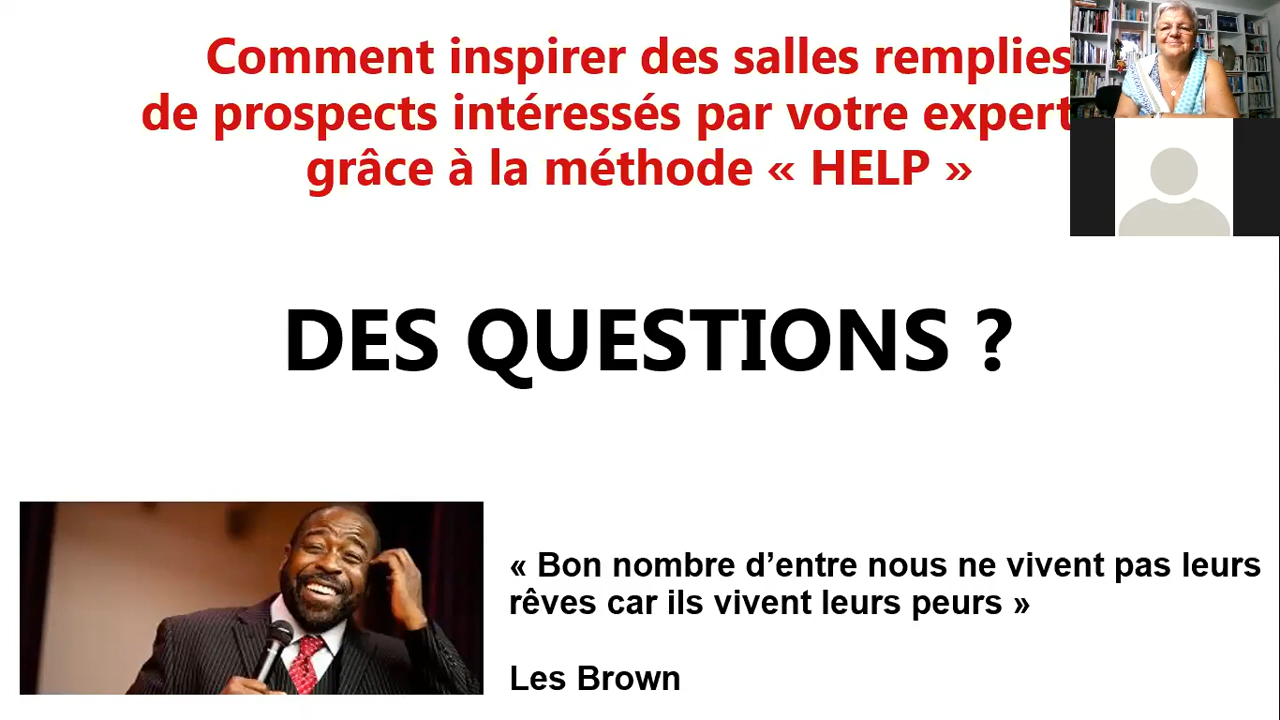 Comment inspirer des salles remplies
de prospects intéressés par votre expert
grâce à la méthode « HELP »
DES QUESTIONS ?
« Bon nombre d’entre nous ne vivent pas leurs
rêves car ils vivent leurs peurs »
Les Brown